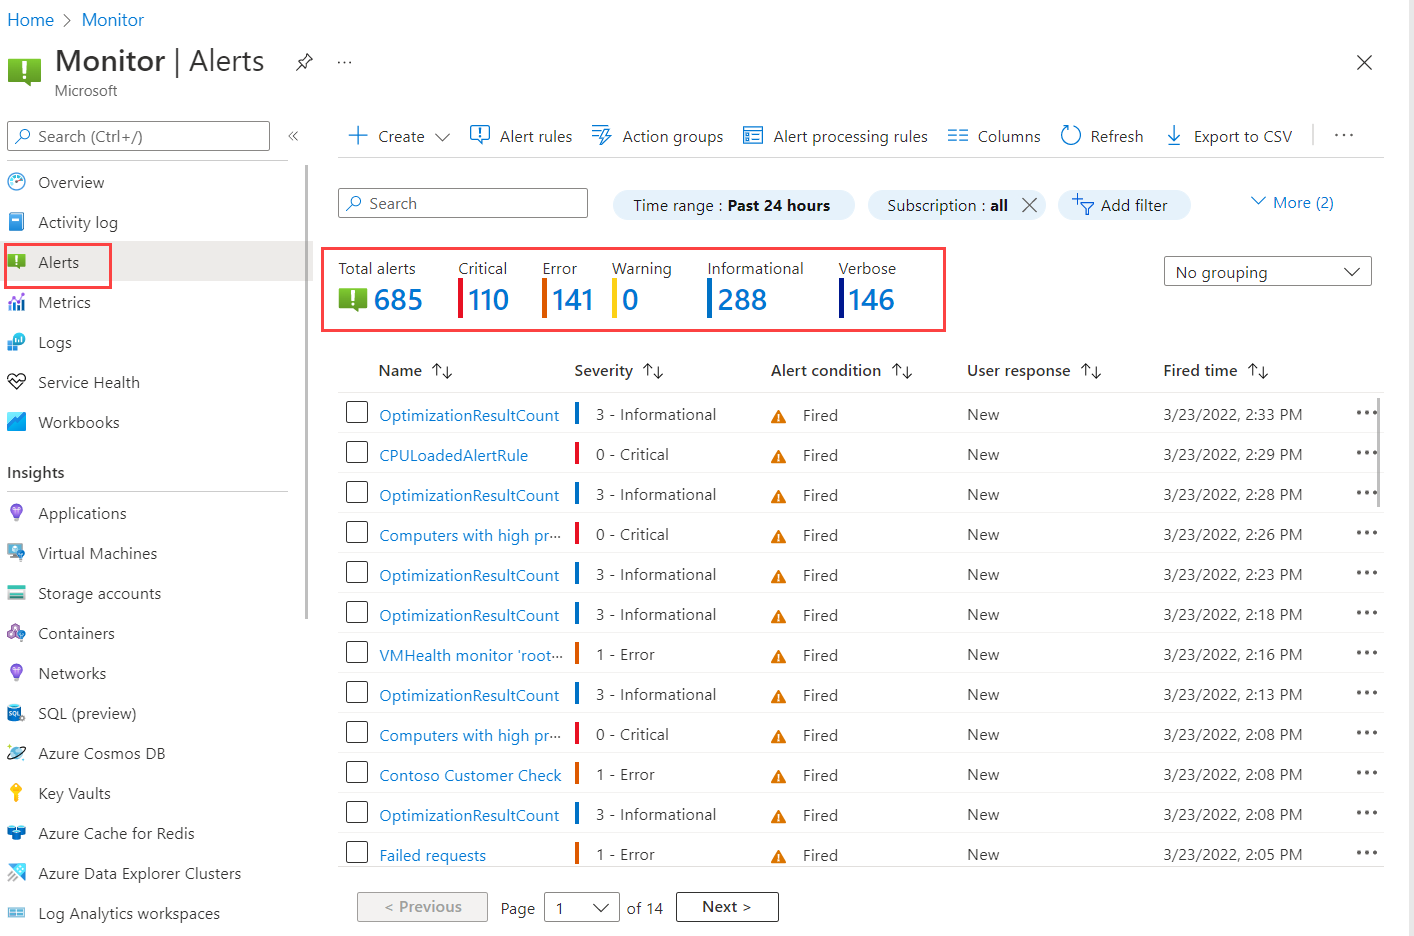 Home > Monitor
Monitor | Alerts
Microsoft
Search (Ctrl+/)
Overview
Activity log
Alerts
Metrics
Logs
Service Health
Workbooks
Insights
Applications
Virtual Machines
Storage accounts
Containers
Networks
SQL (preview)
Azure Cosmos DB
Key Vaults
Azure Cache for Redis
Azure Data Explorer Clusters
Log Analytics workspaces
Create Alert rules Action groups Alert processing rules Columns Refresh Export to CSV
Search Time range : Past 24 hours Subscription : all Add filter More (2)
Total alerts Critical Error Warning Informational Verbose
685 110 141 0 288 146
No grouping
Name Severity Alert condition User response Fired time
OptimizationResultCount 3 - Informational Fired New 3/23/2022, 2:33 PM
CPULoadedAlertRule 0 - Critical Fired New 3/23/2022, 2:29 PM
OptimizationResultCount 3 - Informational Fired New 3/23/2022, 2:28 PM
Computers with high pr··· 0 - Critical Fired New 3/23/2022, 2:26 PM
OptimizationResultCount 3 - Informational Fired New 3/23/2022, 2:23 PM
OptimizationResultCount 3 - Informational Fired New 3/23/2022, 2:18 PM
VMHealth monitor 'root··· 1 - Error Fired New 3/23/2022, 2:16 PM
OptimizationResultCount 3 - Informational Fired New 3/23/2022, 2:13 PM
Computers with high pr··· 0 - Critical Fired New 3/23/2022, 2:08 PM
Contoso Customer Check 1 - Error Fired New 3/23/2022, 2:08 PM
OptimizationResultCount 3 - Informational Fired New 3/23/2022, 2:08 PM
Failed requests 1 - Error Fired New 3/23/2022, 2:05 PM
< Previous Page 1 of 14 Next >